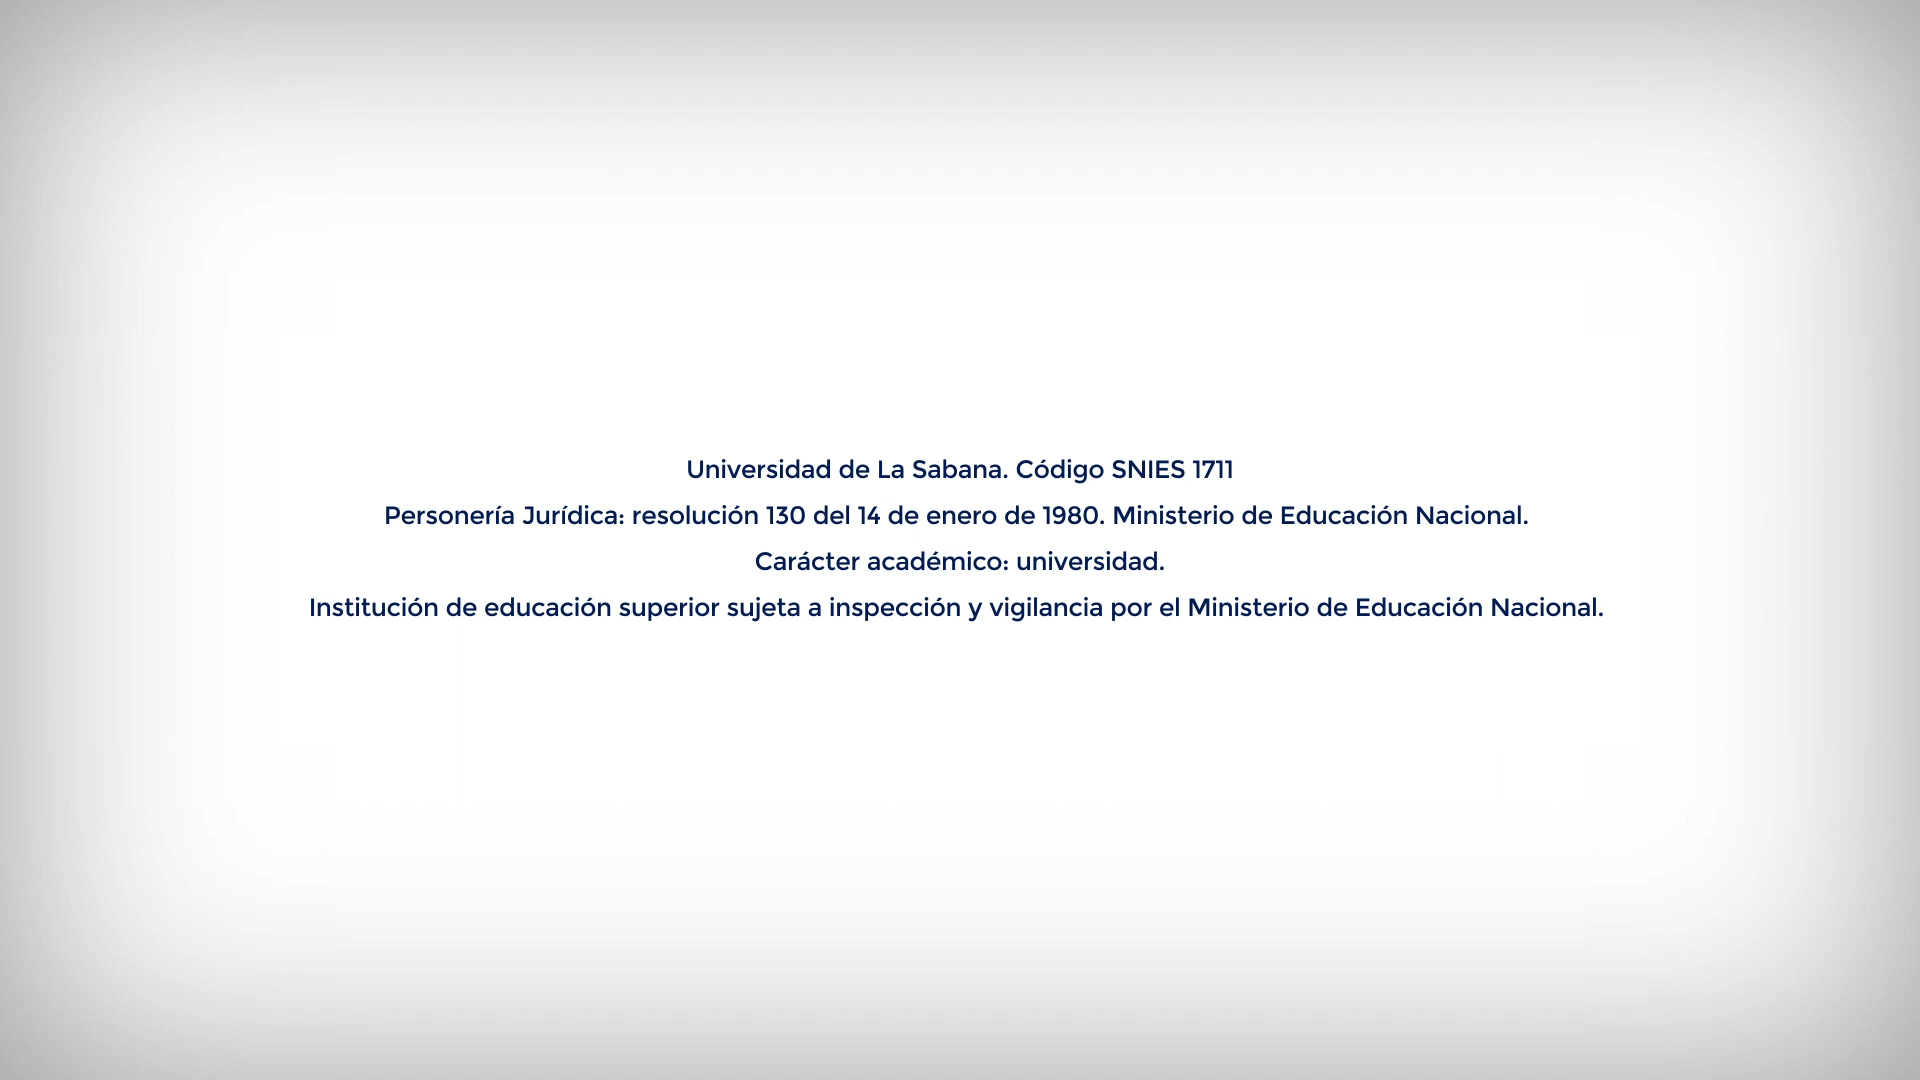 Universidad de La Sabana. Código SNIES 1711
Personería Jurídica: resolución 130 del 14 de enero de 1980. Ministerio de Educación Nacional.
Carácter académico: universidad.
Institución de educación superior sujeta a inspección y vigilancia por el Ministerio de Educación Nacional.